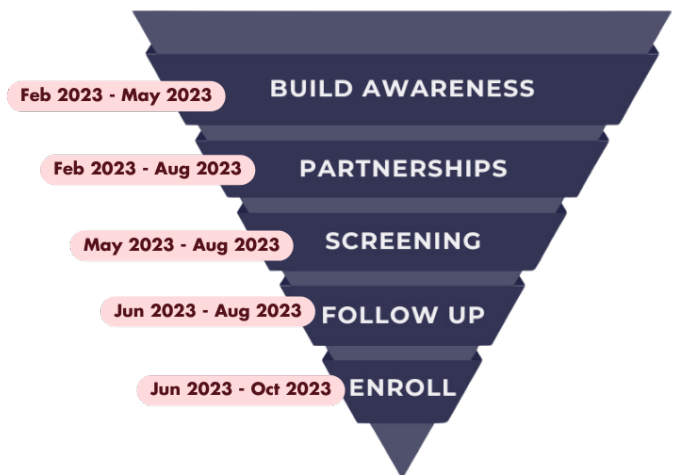 BUILD AWARENESS
Feb 2023 - May 2023
PARTNERSHIPS
Feb 2023 - Aug 2023
SCREENING
May 2023 - Aug 2023
FOLLOW UP
Jun 2023 - Aug 2023
ENROLL
Jun 2023 - Oct 2023